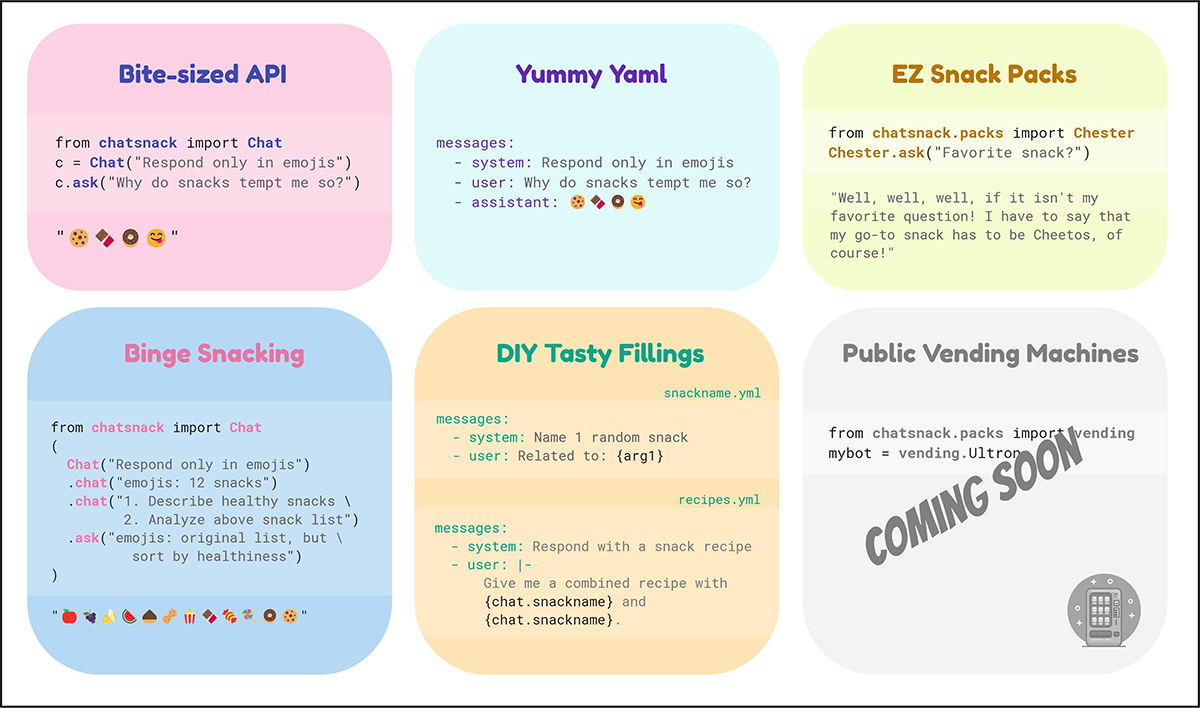 Bite-sized API
from chatsnack import Chat
c = Chat("Respond only in emojis")
c.ask("Why do snacks tempt me so?")
"🍪🍫🍩😋"
Yummy Yaml
messages:
  - system: Respond only in emojis
  - user: Why do snacks tempt me so?
  - assistant: 🍪🍫🍩😋
EZ Snack Packs
from chatsnack.packs import Chester
Chester.ask("Favorite snack?")
"Well, well, well, if it isn't my
favorite question! I have to say that
my go-to snack has to be Cheetos, of
course!"
Binge Snacking
from chatsnack import Chat
(
  Chat("Respond only in emojis")
  .chat("emojis: 12 snacks")
  .chat("1. Describe healthy snacks \
         2. Analyze above snack list")
  .ask("emojis: original list, but \
          sort by healthiness")
)
"🍎🍇🍌🍉🌰🥜🍿🍫🍢🍭🍩🍪"
DIY Tasty Fillings
snackname.yml
messages:
  - system: Name 1 random snack
  - user: Related to: {arg1}
recipes.yml
messages:
  - system: Respond with a snack recipe
  - user: |-
      Give me a combined recipe with
      {chat.snackname} and
      {chat.snackname}.
Public Vending Machines
from chatsnack.packs import vending
mybot = vending.Ultron
COMING SOON